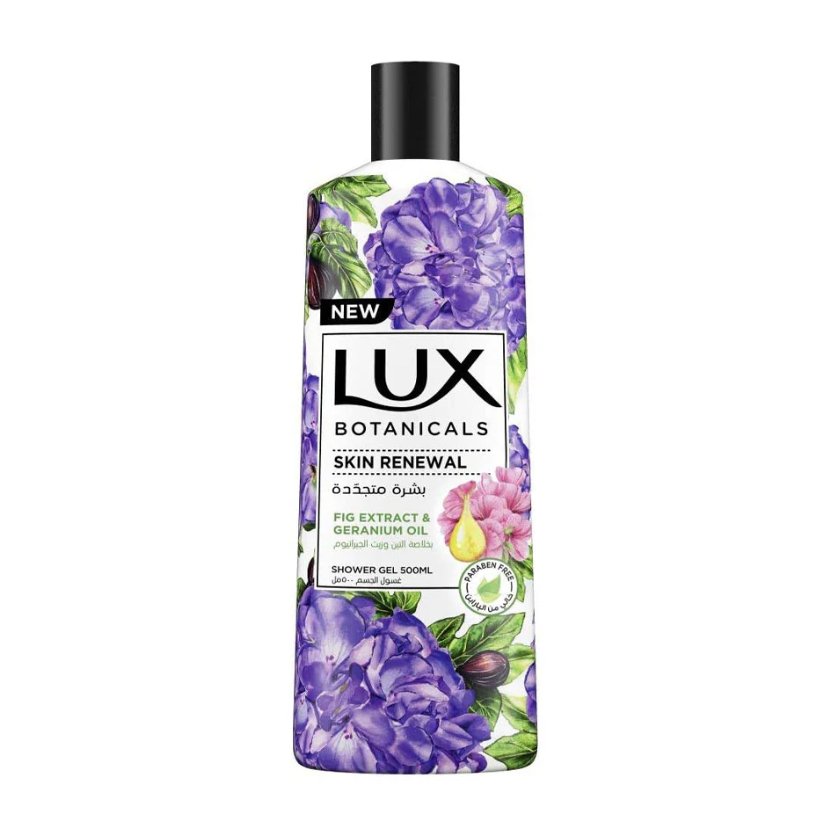 NEW
LUX
BOTANICALS
SKIN RENEWAL
بشرة متجدّدة
FIG EXTRACT &
GERANIUM OIL
بخلاصة التين وزيت الجيرانيوم
SHOWER GEL 500ML
غسول الجسم ٥٠٠مل
PARABEN FREE
خالي من البارابين